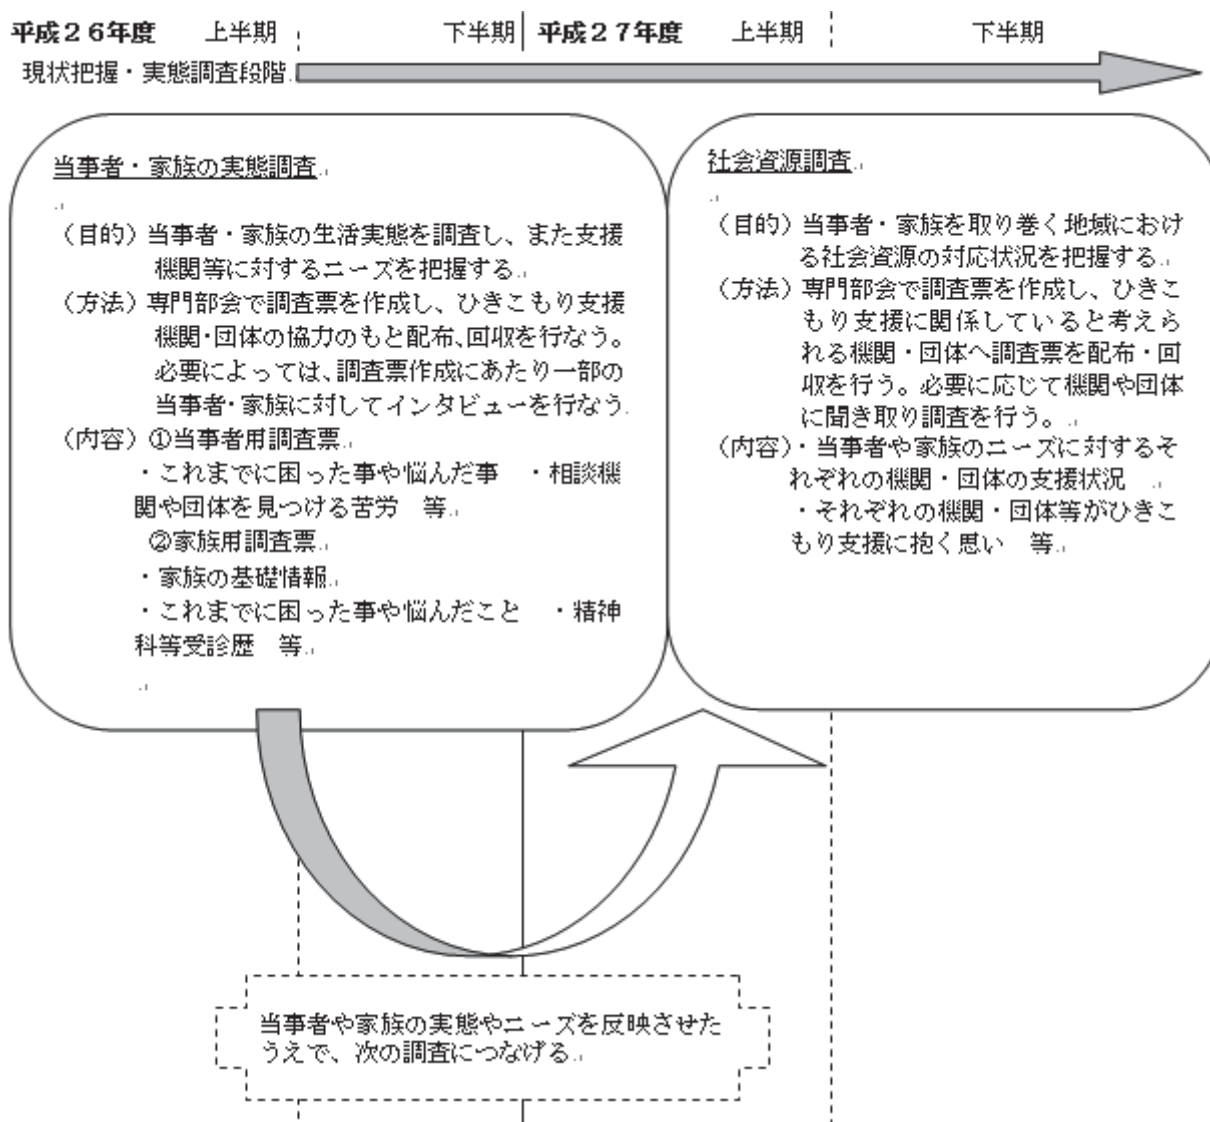 平成２６年度　上半期　下半期　平成２７年度　上半期　下半期
現状把握・実態調査段階
当事者・家族の実態調査
（目的）当事者・家族の生活実態を調査し、また支援
機関等に対するニーズを把握する
（方法）専門部会で調査票を作成し、ひきこもり支援
機関・団体の協力のもと配布、回収を行なう。
必要によっては、調査票作成にあたり一部の
当事者・家族に対してインタビューを行なう
（内容）①当事者用調査票
・これまでに困った事や悩んだ事　・相談機
関や団体を見つける苦労　等
②家族用調査票
・家族の基礎情報
・これまでに困った事や悩んだこと　・精神
科等受診歴　等
社会資源調査
（目的）当事者・家族を取り巻く地域におけ
る社会資源の対応状況を把握する
（方法）専門部会で調査票を作成し、ひきこ
もり支援に関係していると考えら
れる機関・団体へ調査票を配布・回
収を行う。必要に応じて機関や団体
に聞き取り調査を行う。
（内容）・当事者や家族のニーズに対するそ
れぞれの機関・団体の支援状況
・それぞれの機関・団体等がひきこ
もり支援に抱く思い　等
当事者や家族の実態やニーズを反映させた
うえで、次の調査につなげる